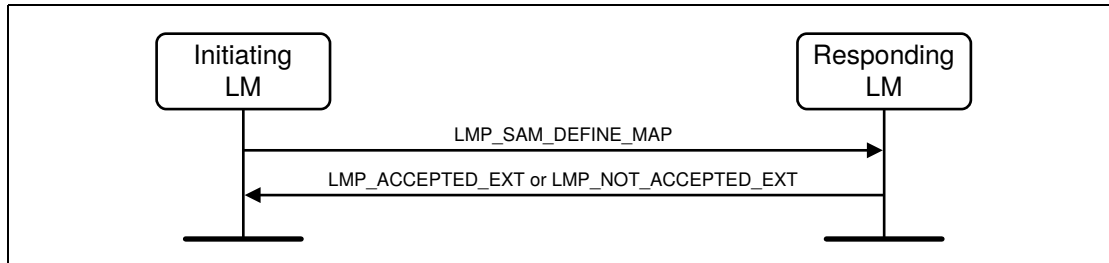 Initiating
LM
Responding
LM
LMP_SAM_DEFINE_MAP
LMP_ACCEPTED_EXT or LMP_NOT_ACCEPTED_EXT